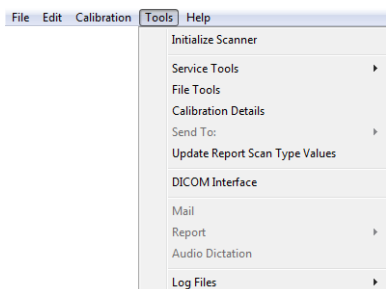 File Edit Calibration Tools Help
Initialize Scanner
Service Tools
File Tools
Calibration Details
Send To:
Update Report Scan Type Values
DICOM Interface
Mail
Report
Audio Dictation
Log Files